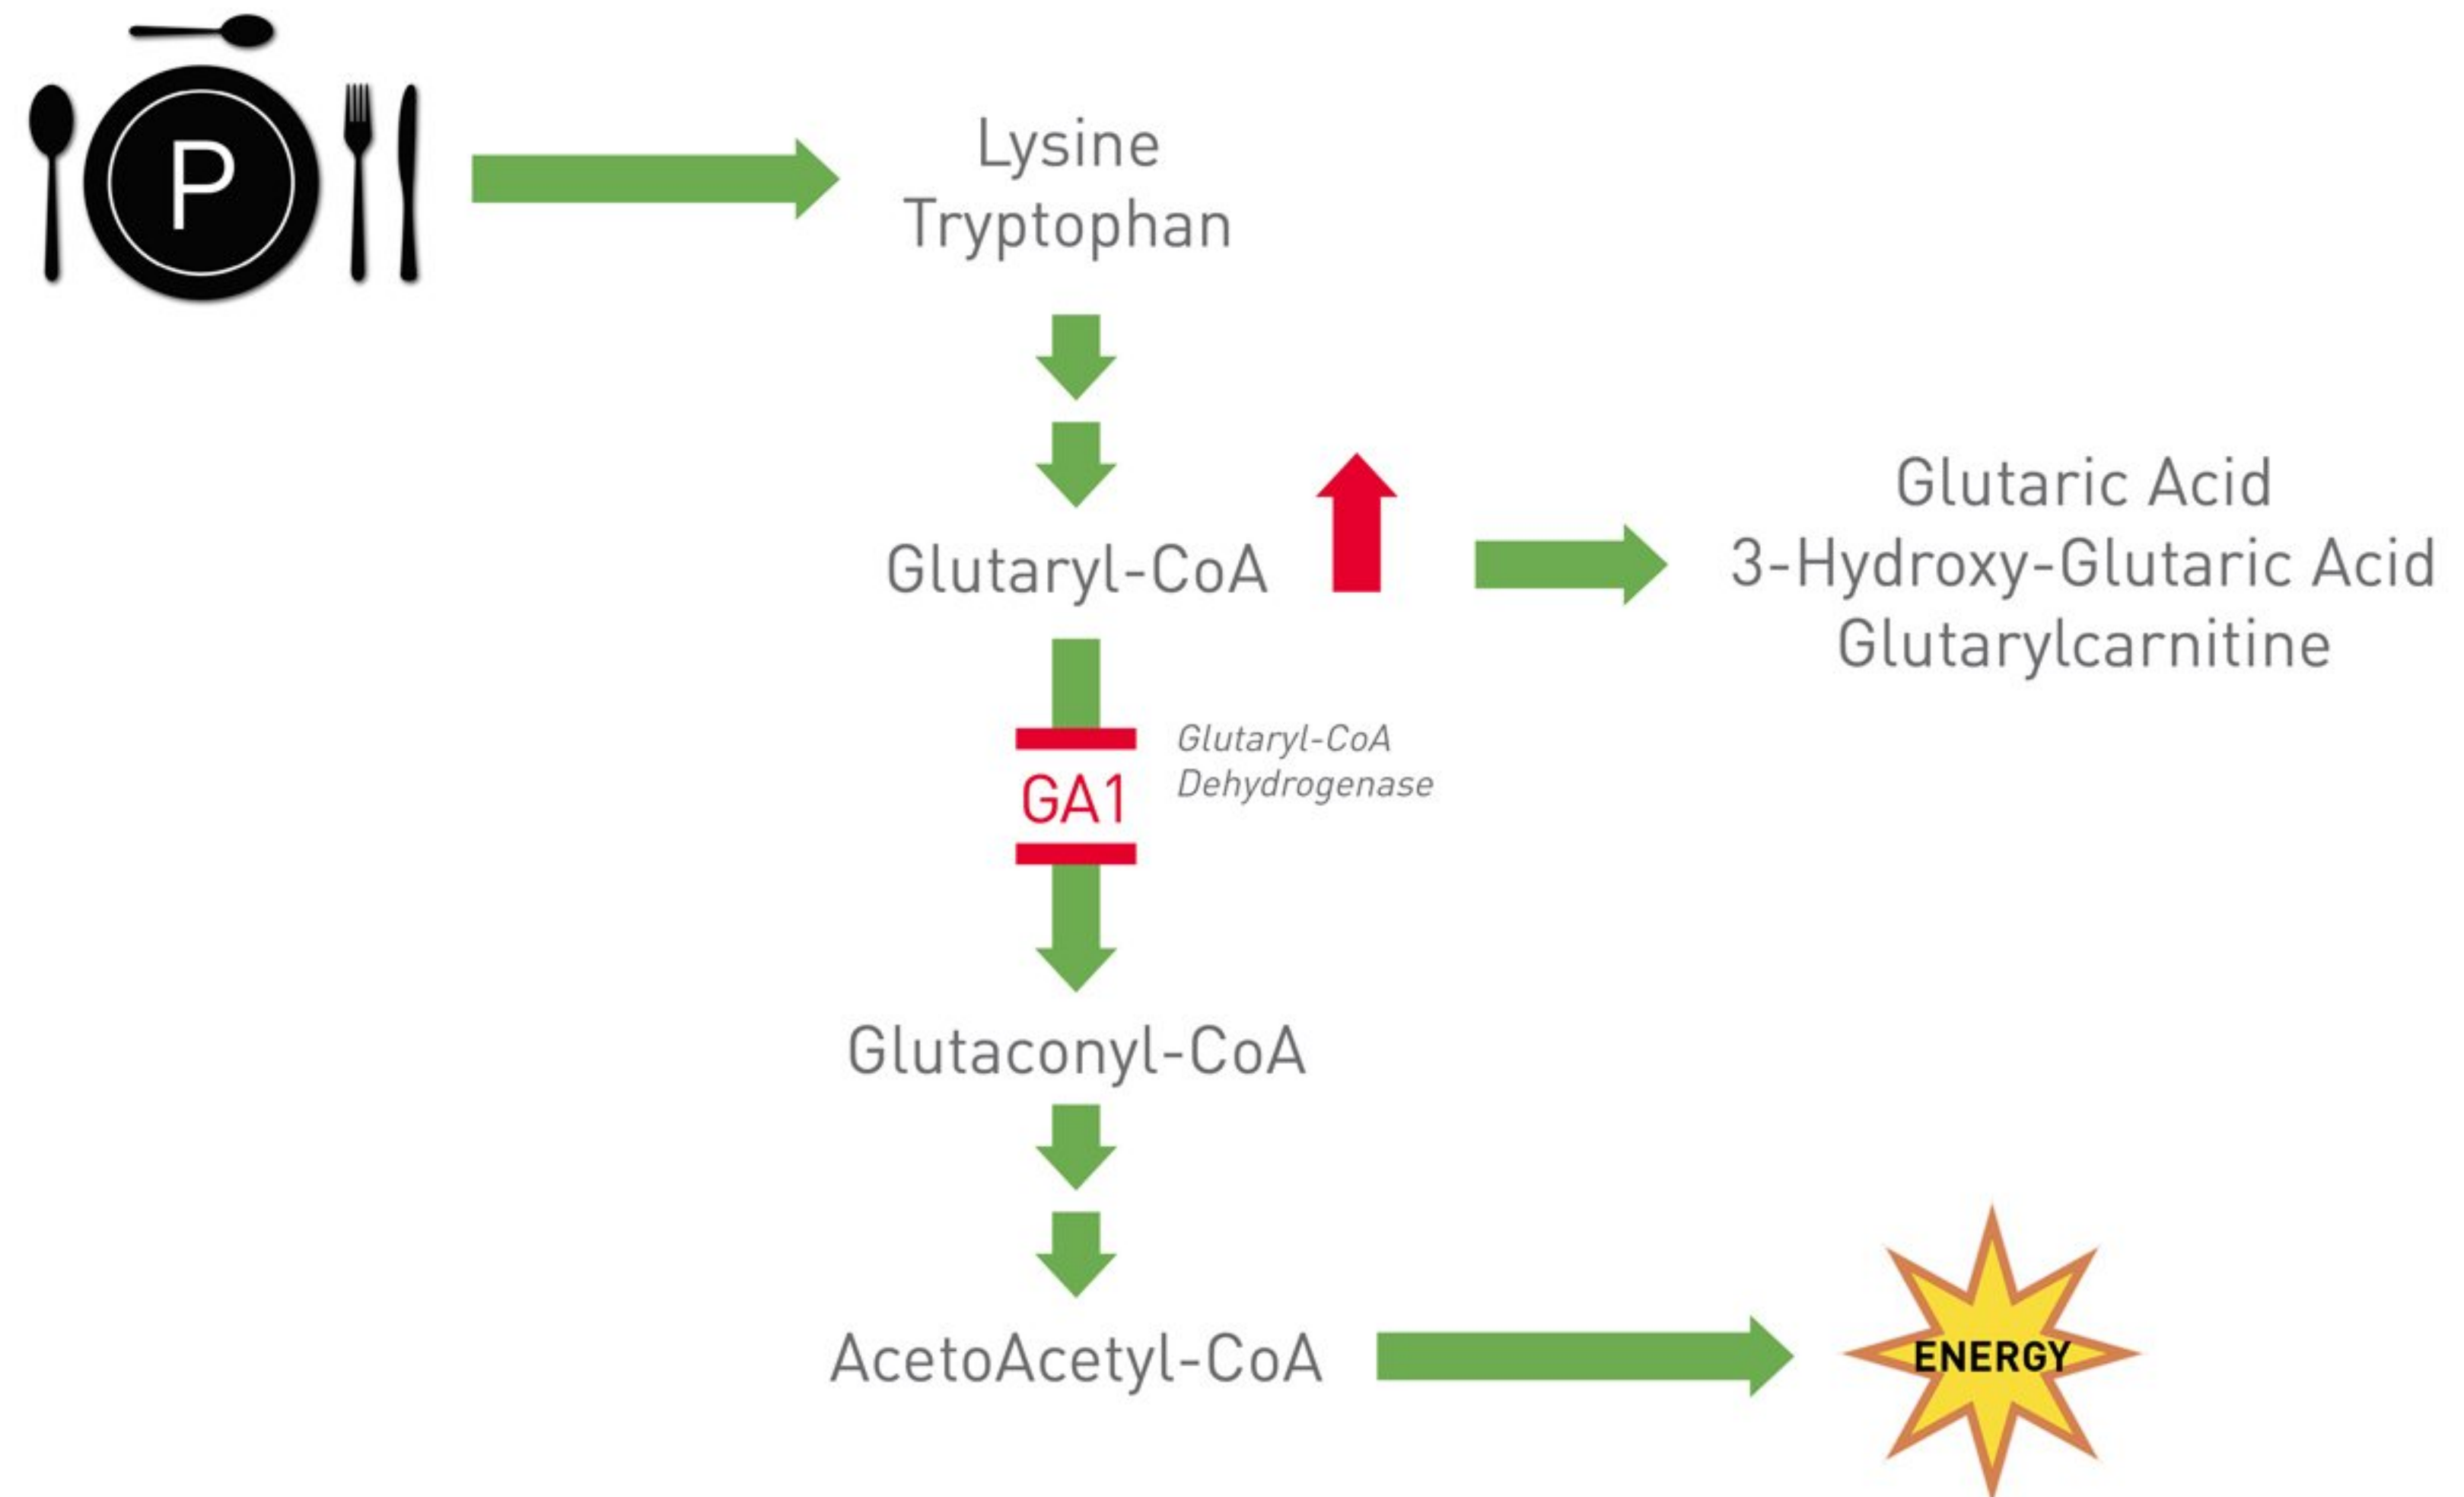 P
Lysine
Tryptophan
Glutaryl-CoA
Glutaric Acid
3-Hydroxy-Glutaric Acid
Glutarylcarnitine
GA1
Glutaryl-CoA
Dehydrogenase
Glutaconyl-CoA
AcetoAcetyl-CoA
ENERGY